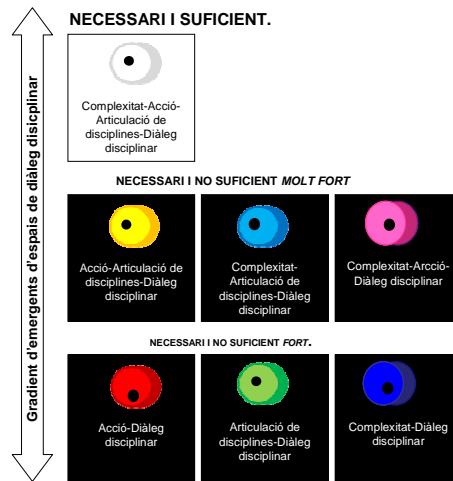 NECESSARI I SUFICIENT.
Complexitat-Acció-
Articulació de
disciplines-Diàleg
disciplinar
NECESSARI I NO SUFICIENT MOLT FORT
Acció-Articulació de
disciplines-Diàleg
disciplinar
Complexitat-
Articulació de
disciplines-Diàleg
disciplinar
Complexitat-Arcció-
Diàleg disciplinar
NECESSARI I NO SUFICIENT FORT.
Acció-Diàleg
disciplinar
Articulació de
disciplines-Diàleg
disciplinar
Complexitat-Diàleg
disciplinar
Gradient d'emergents d'espais de diàleg disicplinar